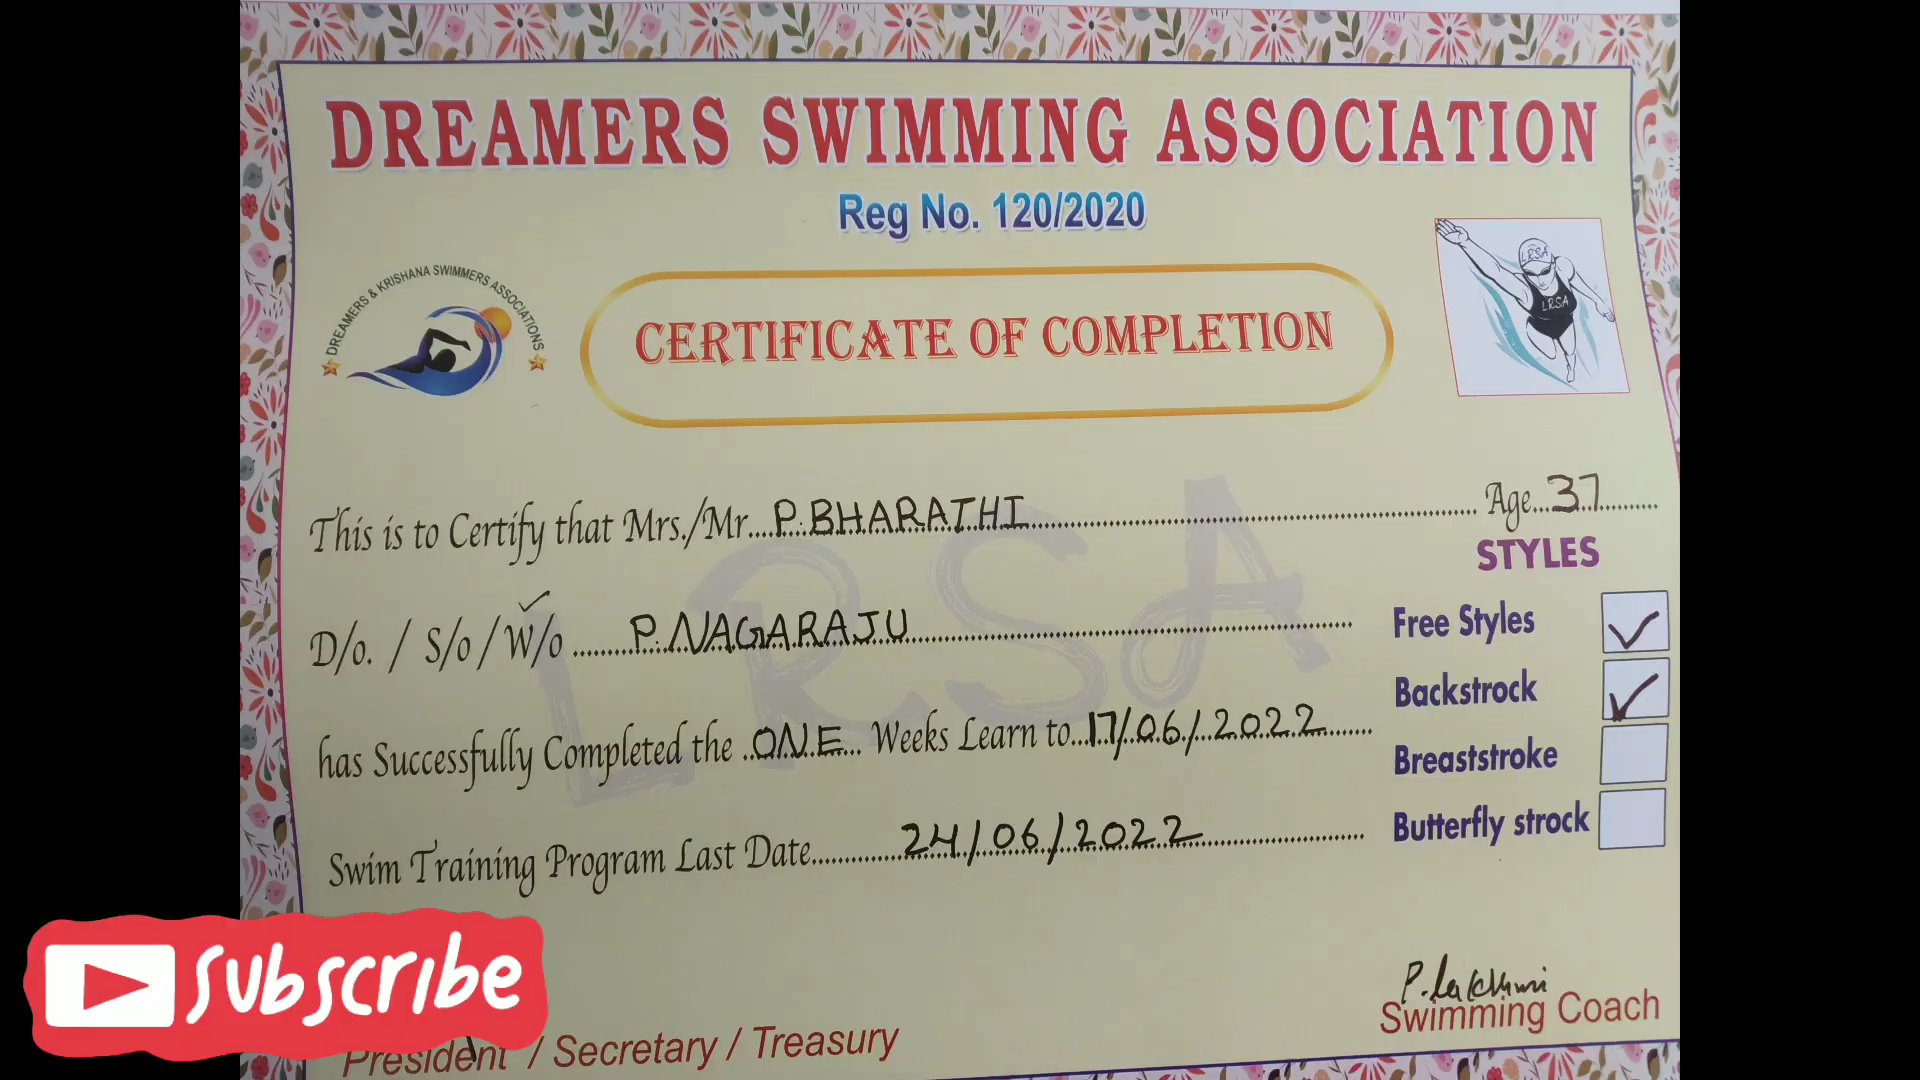 DREAMERS SWIMMING ASSOCIATION
Reg No. 120/2020
DREAMERS & KRISHANA SWIMMERS ASSOCIATIONS
LRSA
LRSA
CERTIFICATE OF COMPLETION
This is to Certify that Mrs./Mr. P. BHARATHI Age 37
STYLES
D/o. / S/o / W/o P. NAGARAJU
Free Styles
Backstrock
has Successfully Completed the ONE Weeks Learn to 17/06/2022
Breaststroke
Swim Training Program Last Date 24/06/2022
Butterfly strock
LRSA
SUBSCRIBE
P. Lakshmi
Swimming Coach
President / Secretary / Treasury